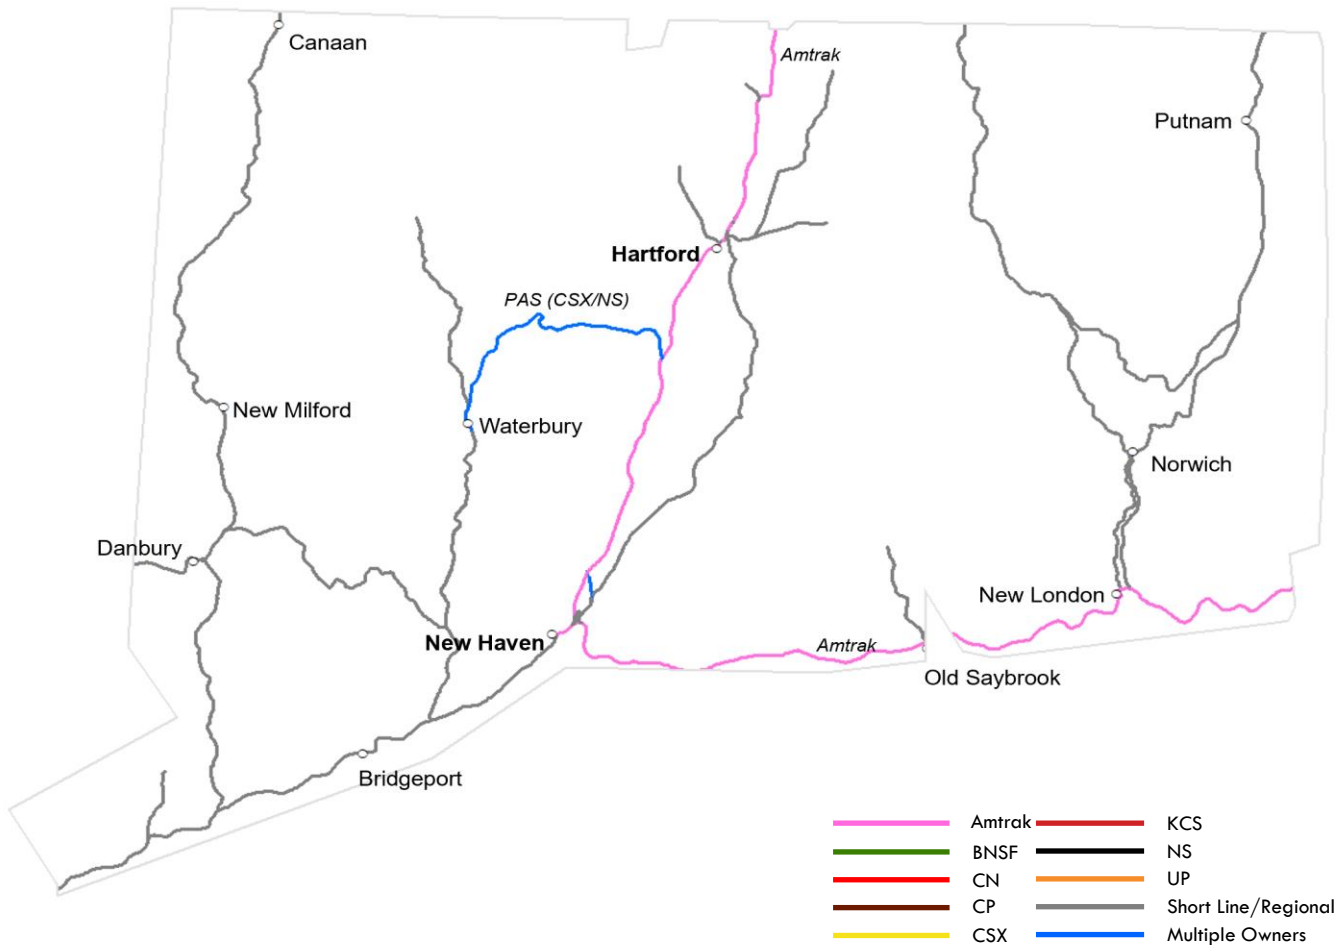 Canaan
Amtrak
Putnam
Hartford
PAS (CSX/NS)
New Milford
Waterbury
Norwich
Danbury
New London
New Haven
Amtrak
Old Saybrook
Bridgeport
Amtrak KCS
BNSF NS
CN UP
CP Short Line/Regional
CSX Multiple Owners